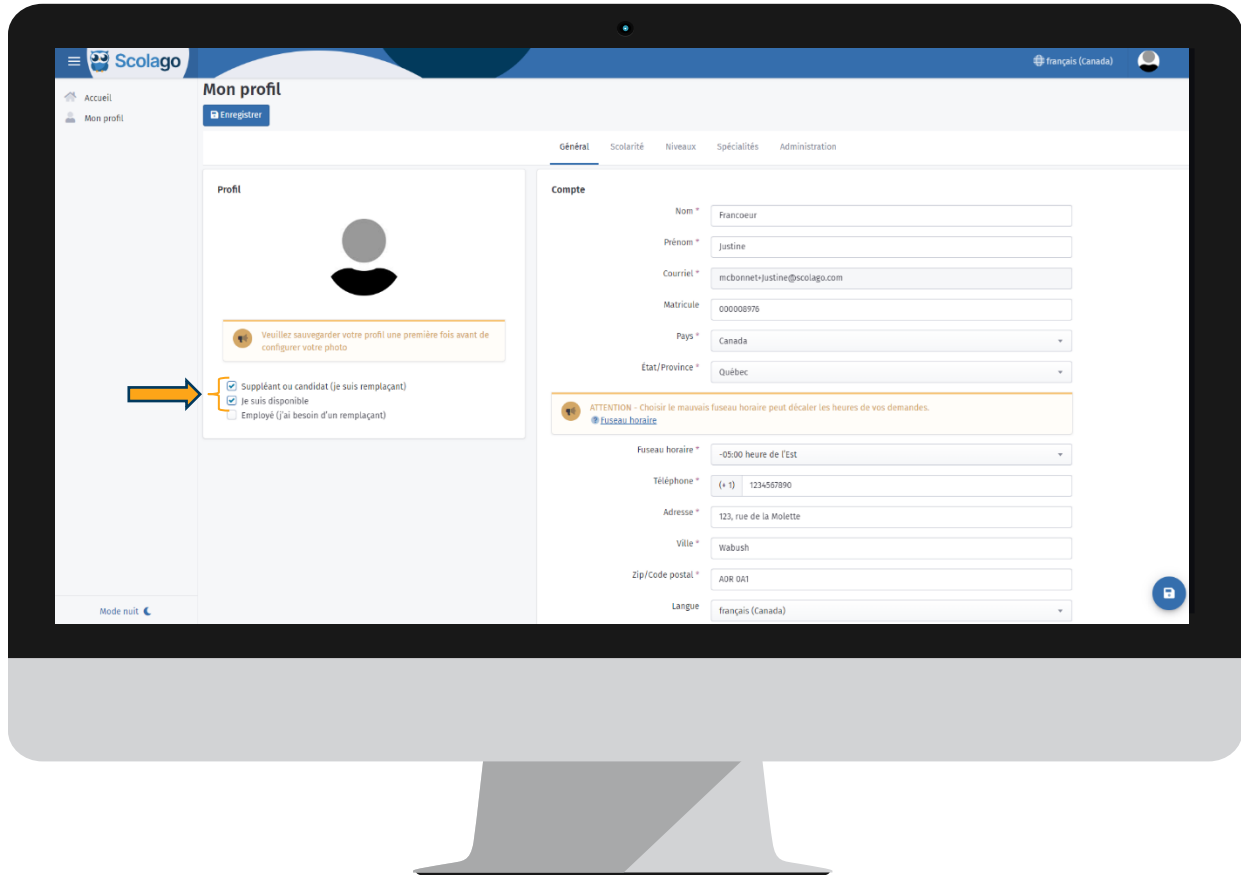 Scolago
français (Canada)
Accueil
Mon profil
Mon profil
Enregistrer
Général Scolarité Niveaux Spécialités Administration
Profil
Veuillez sauvegarder votre profil une première fois avant de
configurer votre photo
Suppléant ou candidat (je suis remplaçant)
Je suis disponible
Employé (j'ai besoin d'un remplaçant)
Compte
Nom * Francoeur
Prénom * Justine
Courriel * mcbonnet+Justine@scolago.com
Matricule 000008976
Pays * Canada
État/Province * Québec
ATTENTION - Choisir le mauvais fuseau horaire peut décaler les heures de vos demandes.
Fuseau horaire
Fuseau horaire * -05:00 heure de l'Est
Téléphone * (+ 1) 1234567890
Adresse * 123, rue de la Molette
Ville * Wabush
Zip/Code postal * A0R 0A1
Langue français (Canada)
Mode nuit